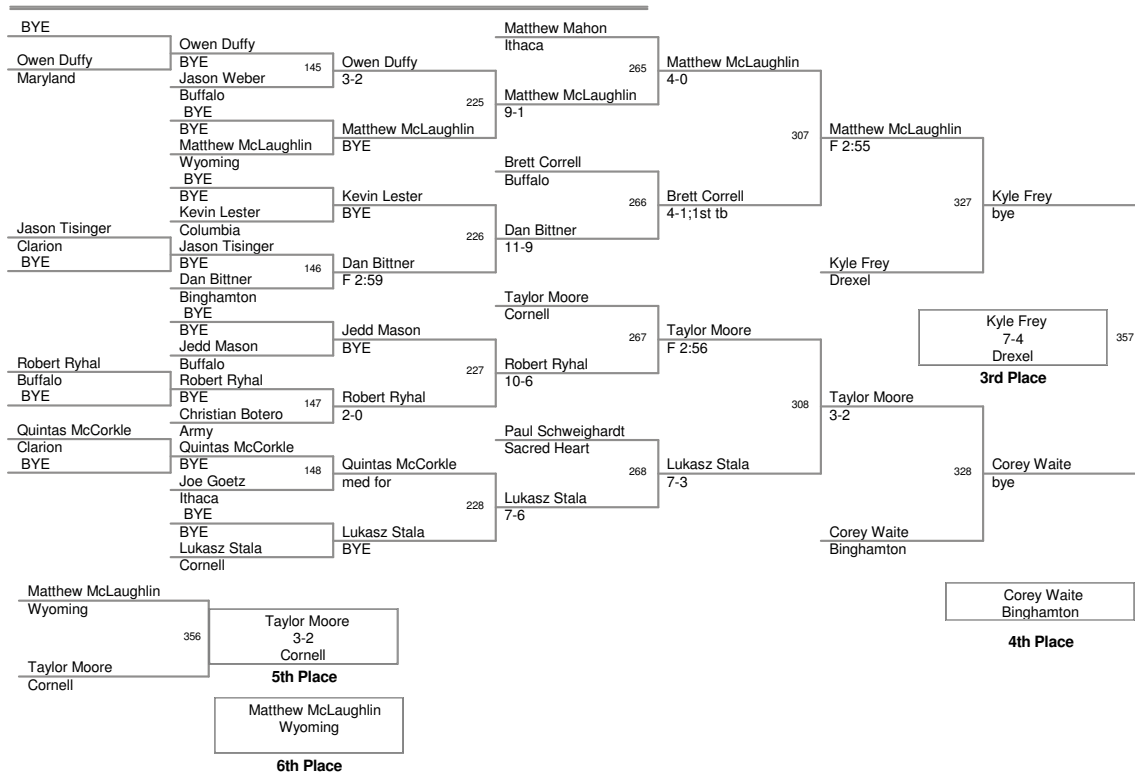 BYE
Owen Duffy
Maryland
Jason Tisinger
Clarion
BYE
Robert Ryhal
Buffalo
BYE
Quintas McCorkle
Clarion
BYE
Owen Duffy
BYE
145
Jason Weber
Buffalo
BYE
BYE
Matthew McLaughlin
Wyoming
BYE
BYE
Kevin Lester
Columbia
Jason Tisinger
BYE
146
Dan Bittner
Binghamton
BYE
BYE
Jedd Mason
Buffalo
Robert Ryhal
BYE
147
Christian Botero
Army
Quintas McCorkle
BYE
148
Joe Goetz
Ithaca
BYE
BYE
Lukasz Stala
Cornell
Owen Duffy
3-2
225
Matthew McLaughlin
BYE
Kevin Lester
BYE
226
Dan Bittner
F 2:59
Jedd Mason
BYE
227
Robert Ryhal
2-0
Quintas McCorkle
med for
228
Lukasz Stala
BYE
Matthew Mahon
Ithaca
265
Matthew McLaughlin
9-1
Brett Correll
Buffalo
266
Dan Bittner
11-9
Taylor Moore
Cornell
267
Robert Ryhal
10-6
Paul Schweighardt
Sacred Heart
268
Lukasz Stala
7-6
Matthew McLaughlin
4-0
307
Brett Correll
4-1;1st tb
Taylor Moore
F 2:56
308
Lukasz Stala
7-3
Matthew McLaughlin
F 2:55
327
Kyle Frey
Drexel
Taylor Moore
3-2
328
Corey Waite
Binghamton
Kyle Frey
bye
Corey Waite
bye
Kyle Frey
7-4
Drexel
357
3rd Place
Corey Waite
Binghamton
4th Place
Matthew McLaughlin
Wyoming
356
Taylor Moore
Cornell
Taylor Moore
3-2
Cornell
5th Place
Matthew McLaughlin
Wyoming
6th Place